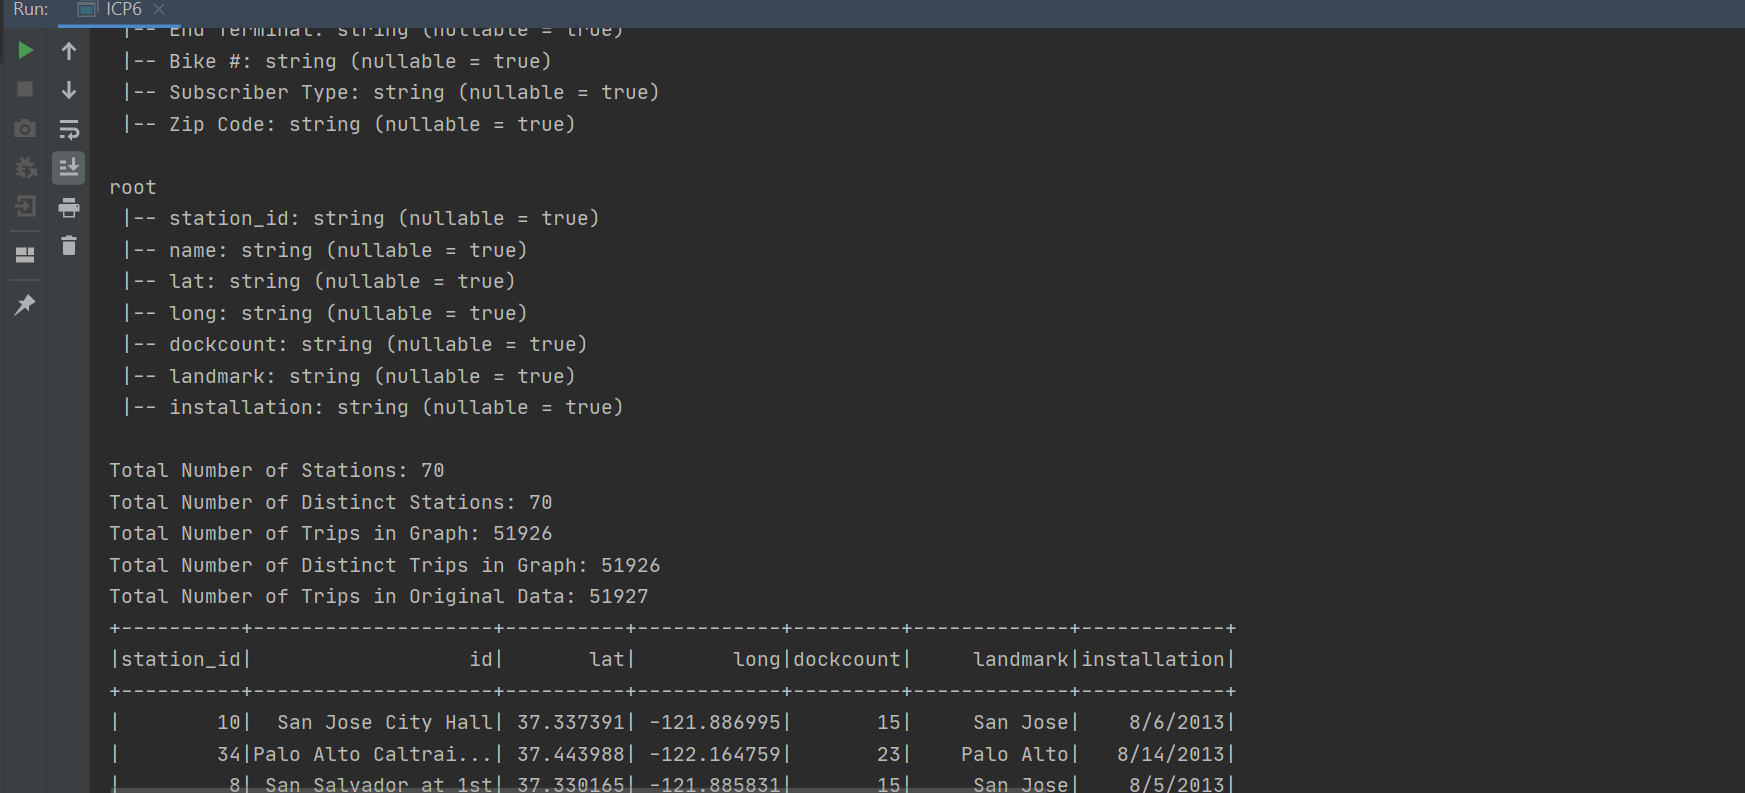 Run: ICP6
|-- End Terminal: string (nullable = true)
|-- Bike #: string (nullable = true)
|-- Subscriber Type: string (nullable = true)
|-- Zip Code: string (nullable = true)
root
|-- station_id: string (nullable = true)
|-- name: string (nullable = true)
|-- lat: string (nullable = true)
|-- long: string (nullable = true)
|-- dockcount: string (nullable = true)
|-- landmark: string (nullable = true)
|-- installation: string (nullable = true)
Total Number of Stations: 70
Total Number of Distinct Stations: 70
Total Number of Trips in Graph: 51926
Total Number of Distinct Trips in Graph: 51926
Total Number of Trips in Original Data: 51927
+----------+--------------------+----------+------------+---------+-------------+------------+
|station_id|                  id|       lat|        long|dockcount|     landmark|installation|
+----------+--------------------+----------+------------+---------+-------------+------------+
|        10|  San Jose City Hall| 37.337391| -121.886995|       15|     San Jose|    8/6/2013|
|        34|Palo Alto Caltrai...| 37.443988| -122.164759|       23|    Palo Alto|   8/14/2013|
|         8| San Salvador at 1st| 37.330165| -121.885831|       15|     San Jose|    8/5/2013|